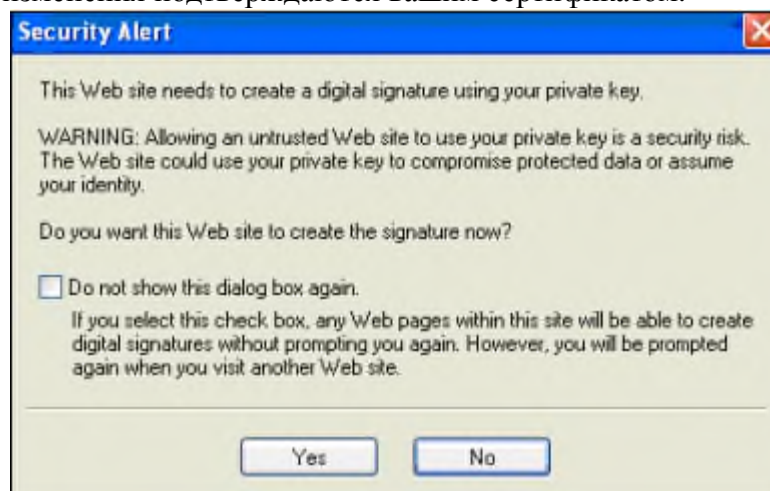 изменения подтверждаются вашим сертификатом.
Security Alert
This Web site needs to create a digital signature using your private key.
WARNING: Allowing an untrusted Web site to use your private key is a security risk.
The Web site could use your private key to compromise protected data or assume
your identity.
Do you want this Web site to create the signature now?
Do not show this dialog box again.
If you select this check box, any Web pages within this site will be able to create
digital signatures without prompting you again. However, you will be prompted
again when you visit another Web site.
Yes No